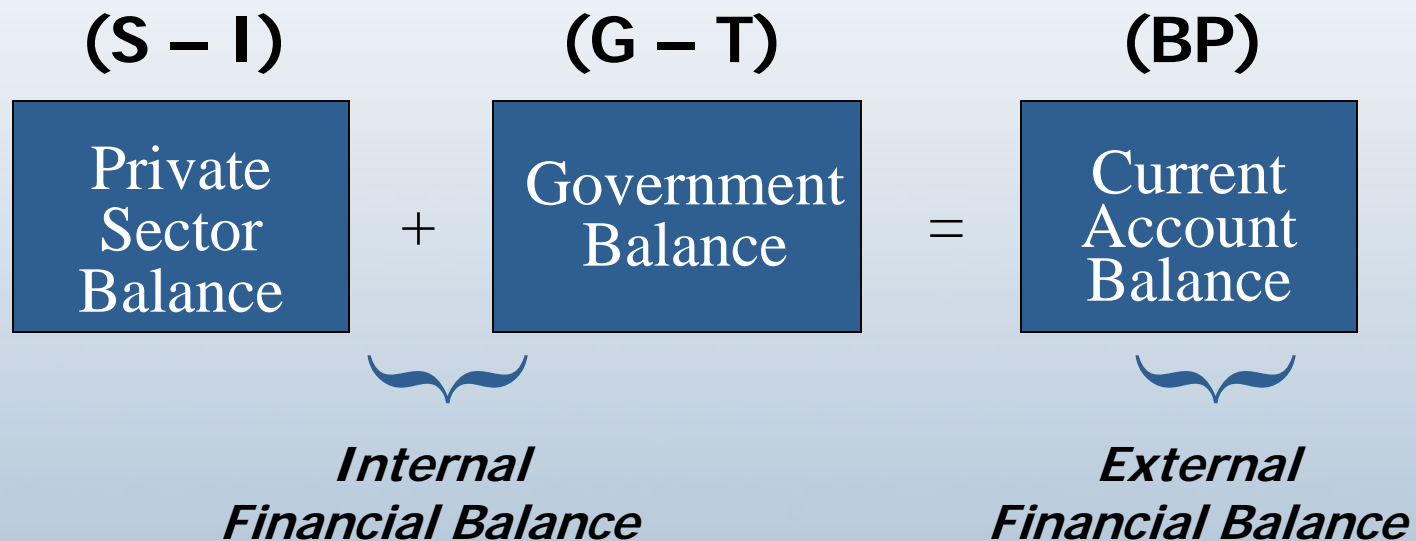 (S – I)
(G – T)
(BP)
Private
Sector
Balance
+
Government
Balance
=
Current
Account
Balance
Internal
Financial Balance
External
Financial Balance